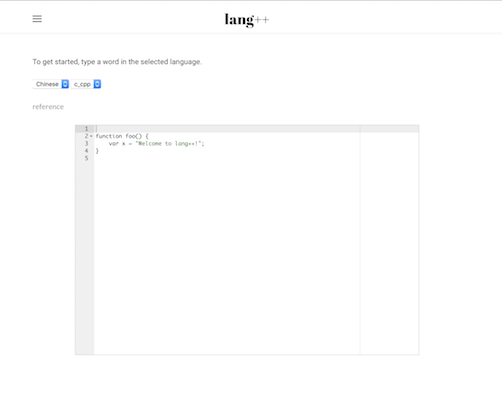 lang++
To get started, type a word in the selected language.
Chinese c_cpp
reference
1
2 function foo() {
3 var x = "Welcome to lang++!";
4 }
5